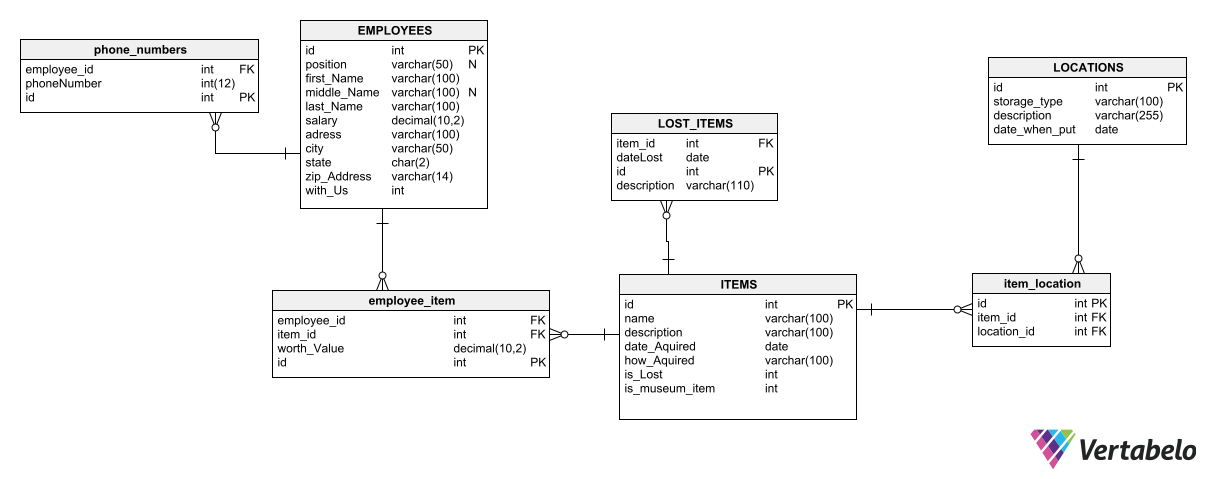 phone_numbers
employee_id int FK
phoneNumber int(12)
id int PK
EMPLOYEES
id int PK
position varchar(50) N
first_Name varchar(100)
middle_Name varchar(100) N
last_Name varchar(100)
salary decimal(10,2)
adress varchar(100)
city varchar(50)
state char(2)
zip_Address varchar(14)
with_Us int
LOST_ITEMS
item_id int FK
dateLost date
id int PK
description varchar(110)
LOCATIONS
id int PK
storage_type varchar(100)
description varchar(255)
date_when_put date
employee_item
employee_id int FK
item_id int FK
worth_Value decimal(10,2)
id int PK
ITEMS
id int PK
name varchar(100)
description varchar(100)
date_Aquired date
how_Aquired varchar(100)
is_Lost int
is_museum_item int
item_location
id int PK
item_id int FK
location_id int FK
Vertabelo